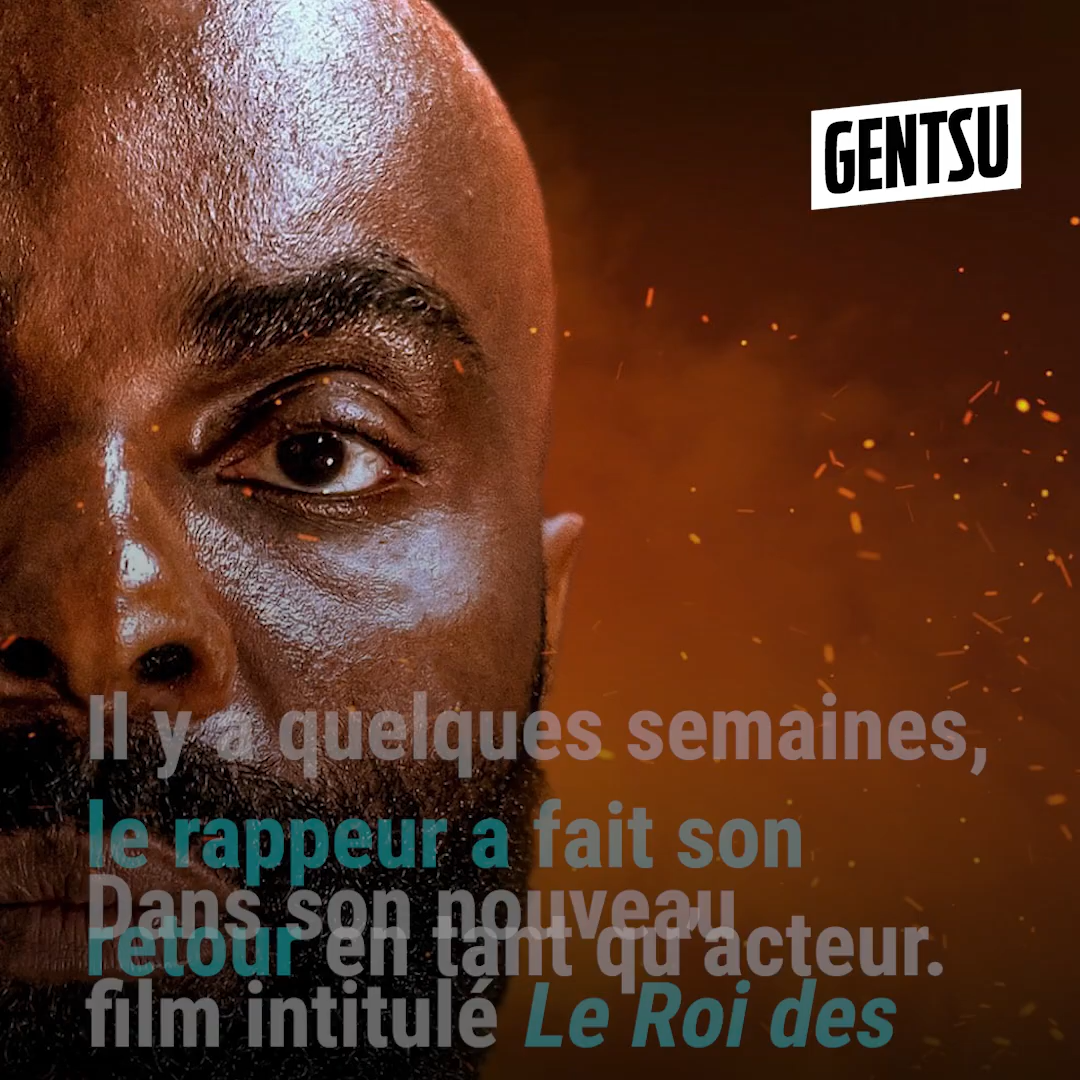 GENTSU
Il y a quelques semaines,
le rappeur a fait son
retour en tant qu'acteur.
Dans son nouveau
film intitulé Le Roi des